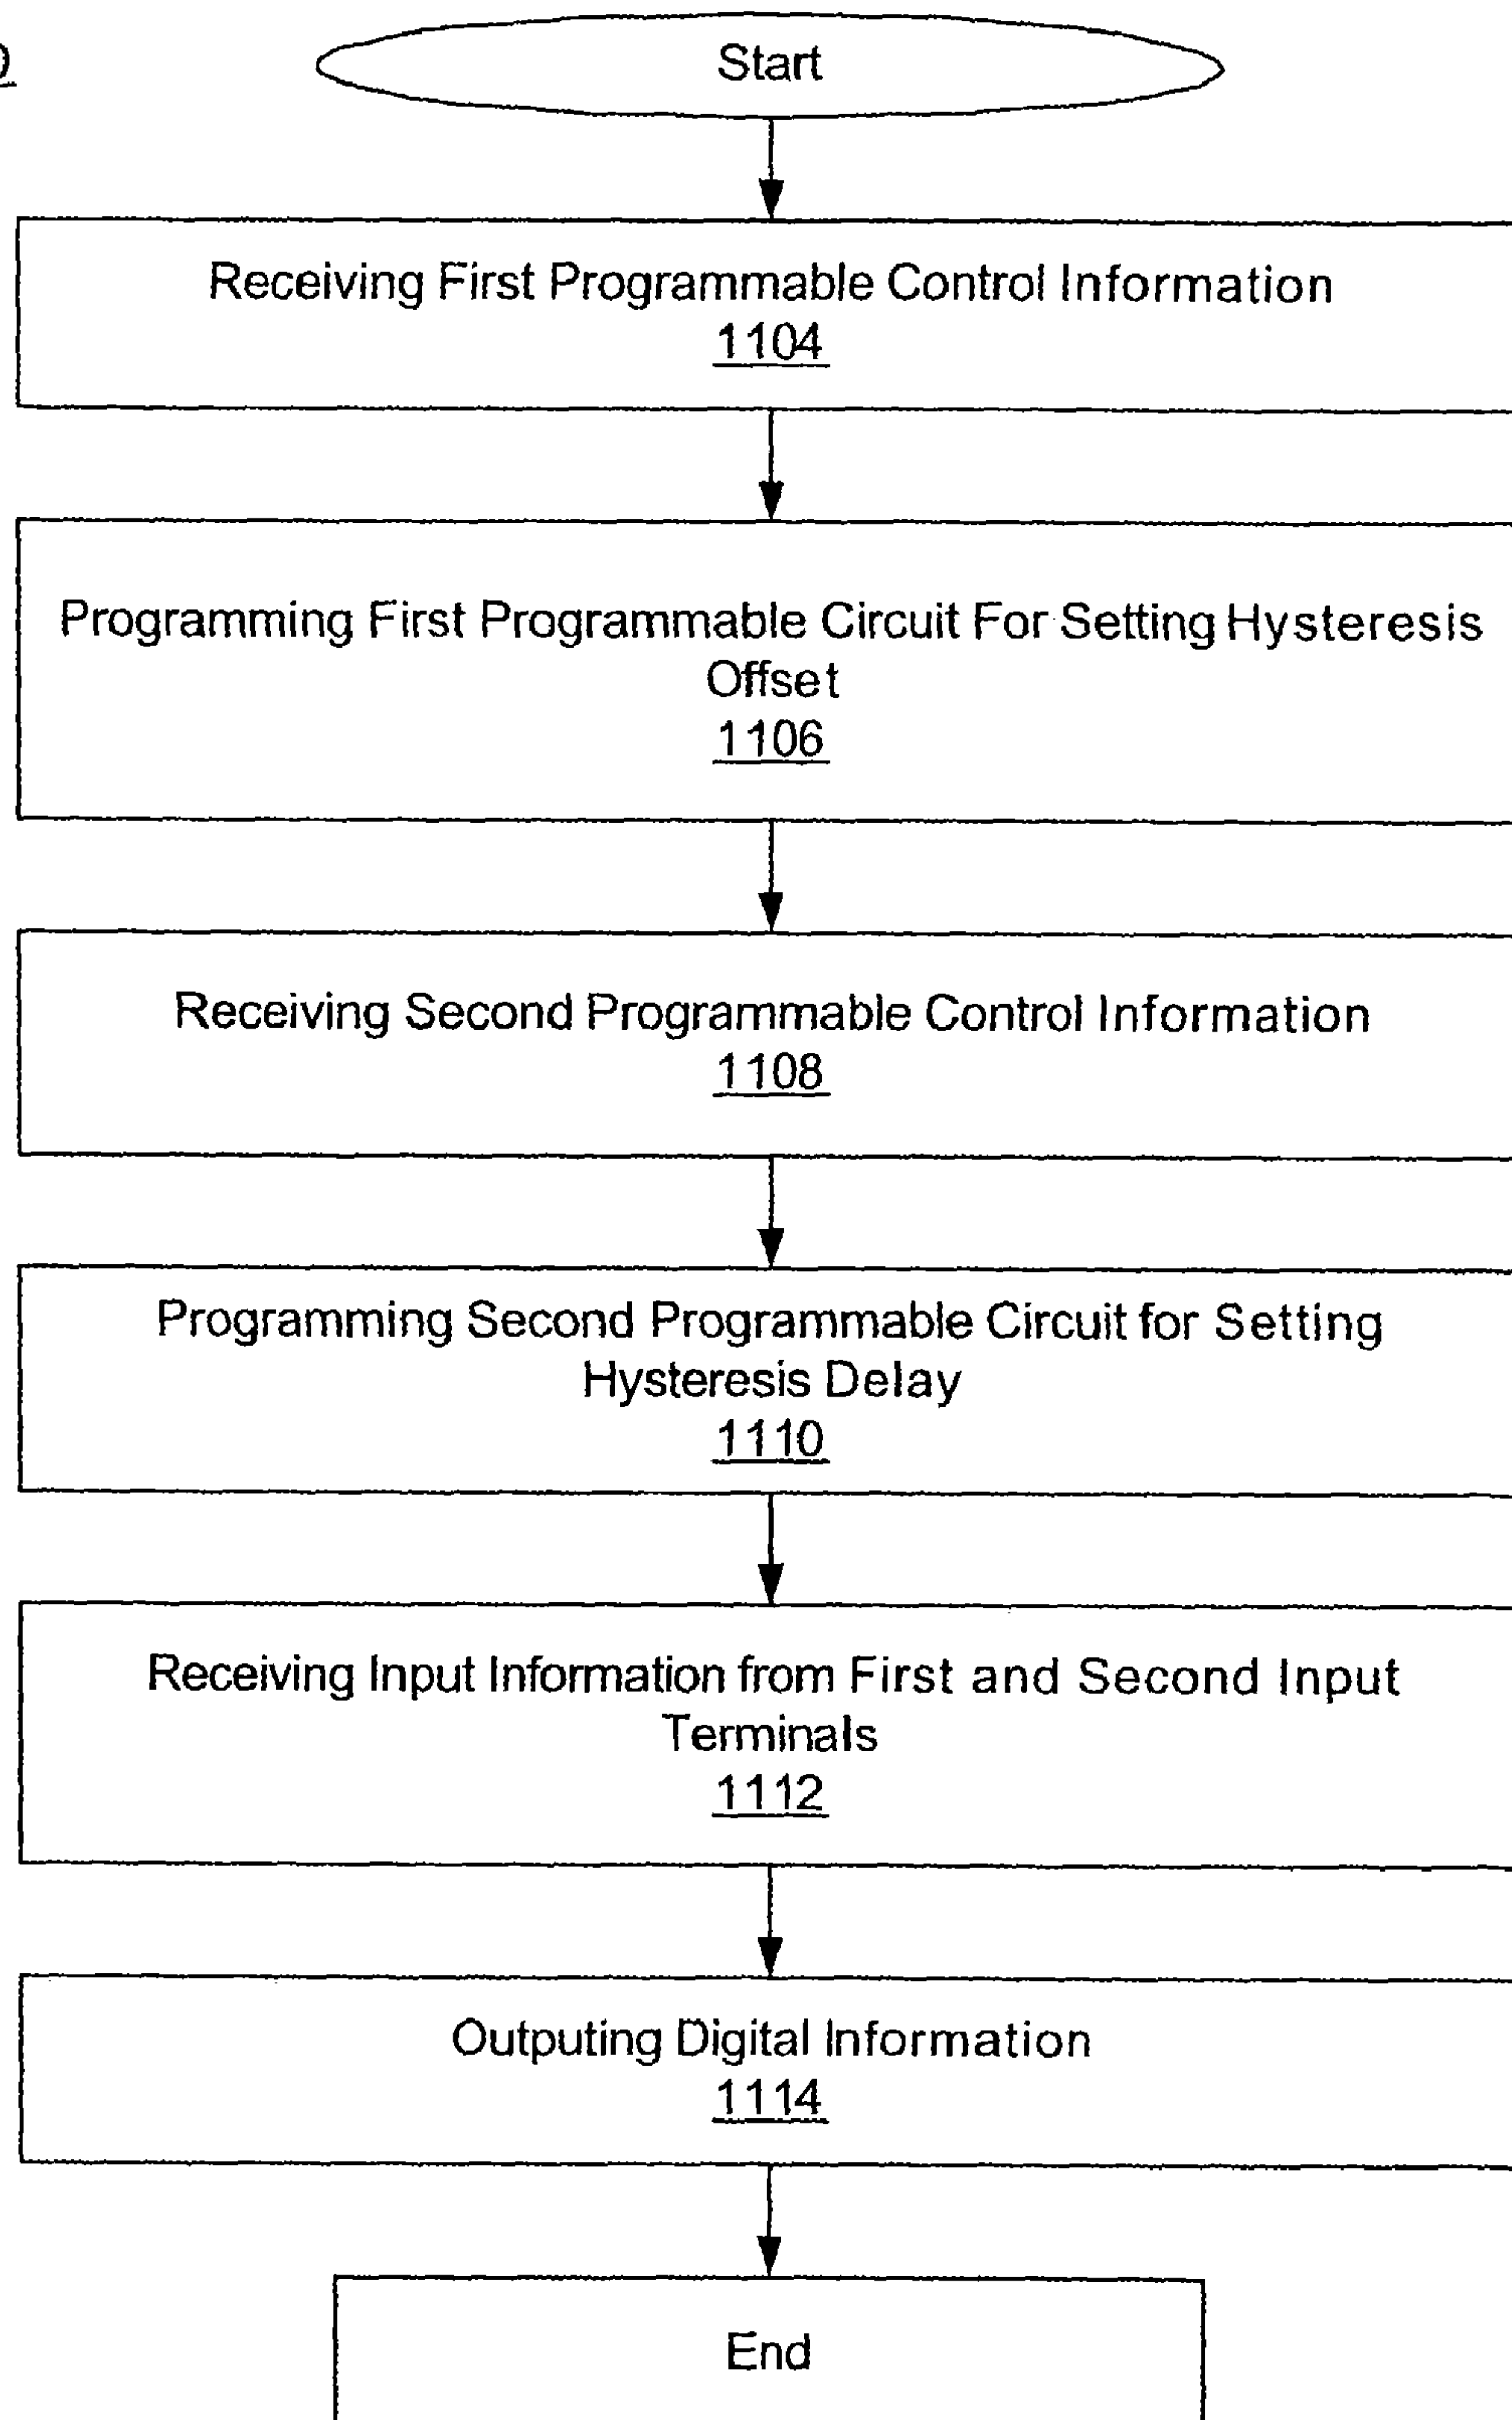 Start
Receiving First Programmable Control Information
1104
Programming First Programmable Circuit For Setting Hysteresis
Offset
1106
Receiving Second Programmable Control Information
1108
Programming Second Programmable Circuit for Setting
Hysteresis Delay
1110
Receiving Input Information from First and Second Input
Terminals
1112
Outputing Digital Information
1114
End